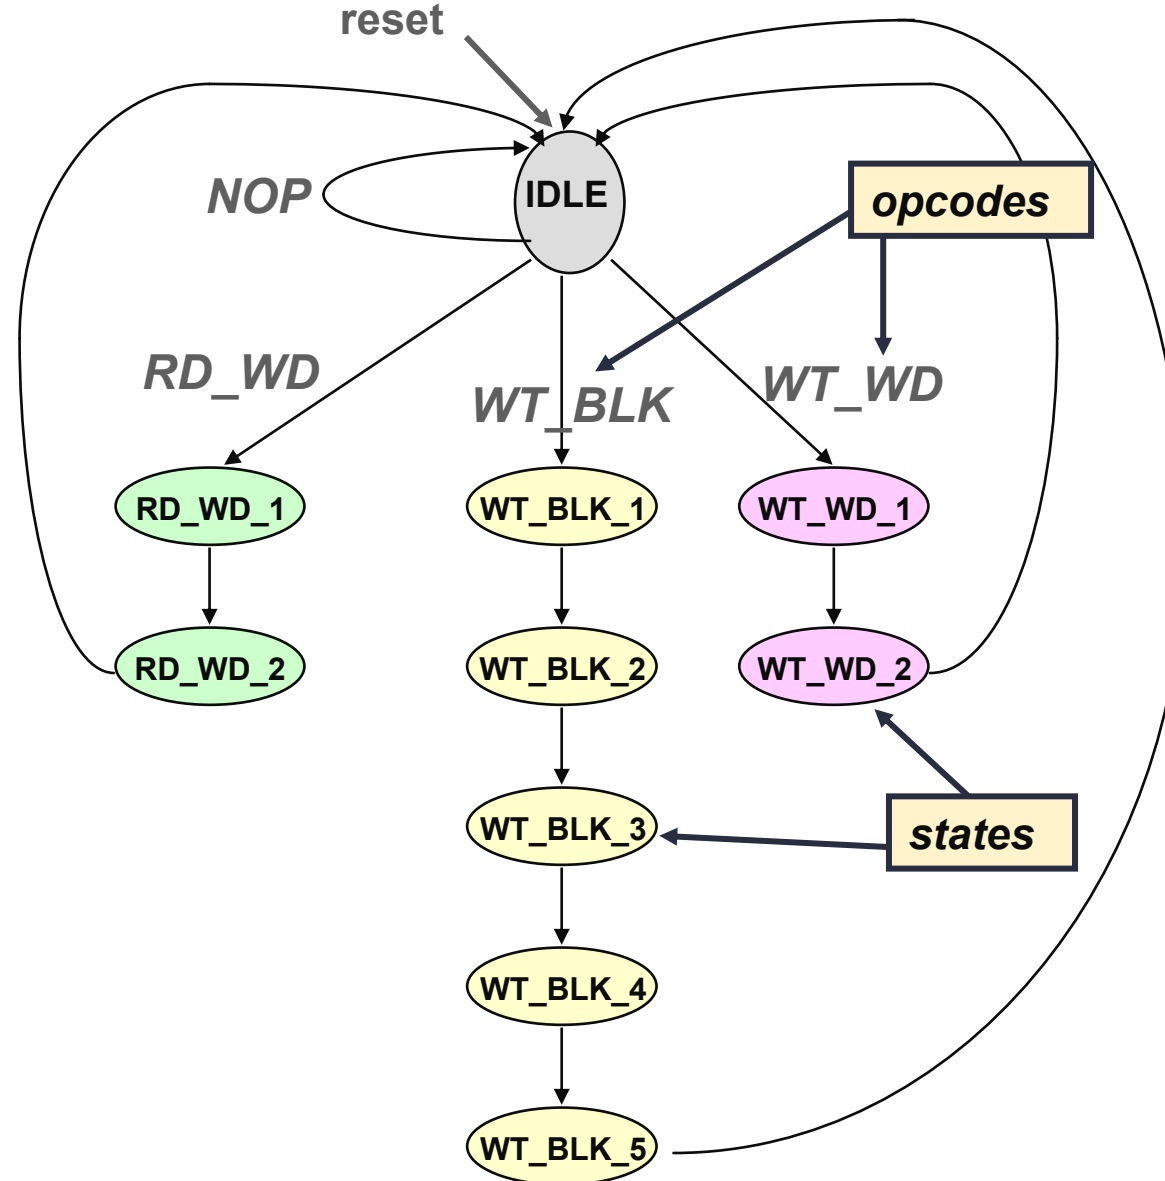 reset
NOP
IDLE
opcodes
RD_WD
WT_BLK
WT_WD
RD_WD_1
WT_BLK_1
WT_WD_1
RD_WD_2
WT_BLK_2
WT_WD_2
WT_BLK_3
states
WT_BLK_4
WT_BLK_5